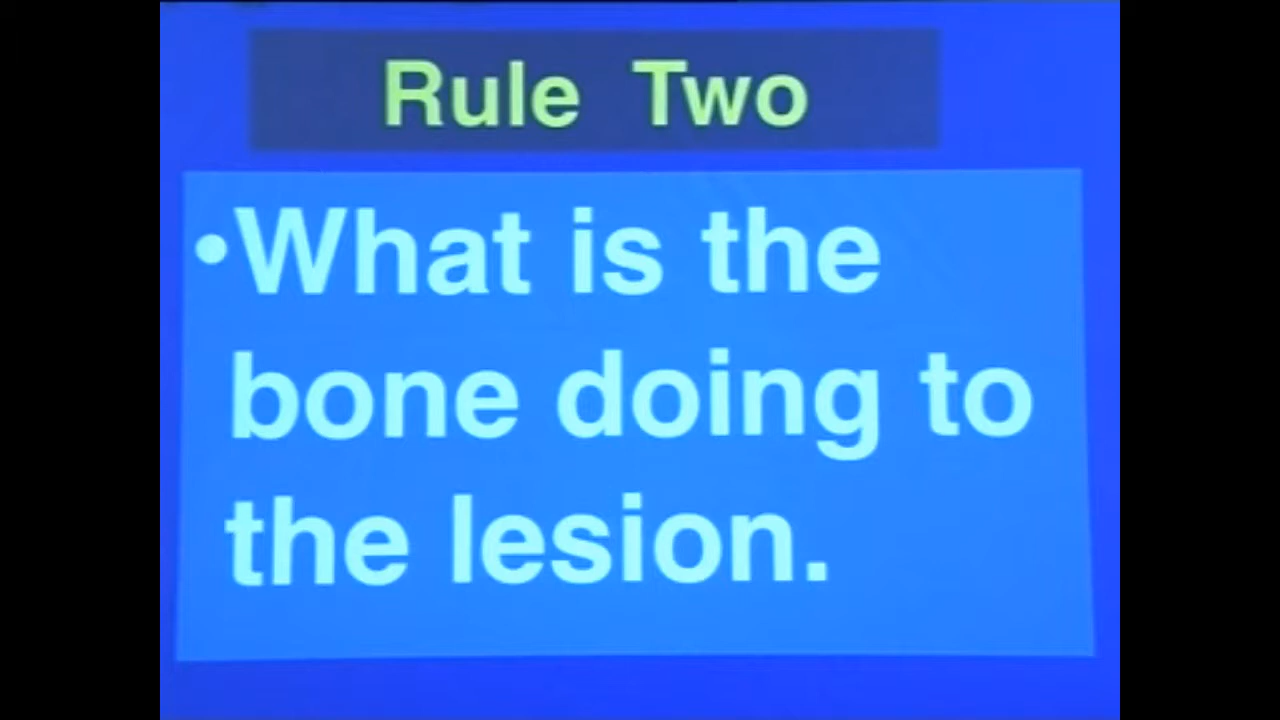 Rule Two
•What is the
bone doing to
the lesion.